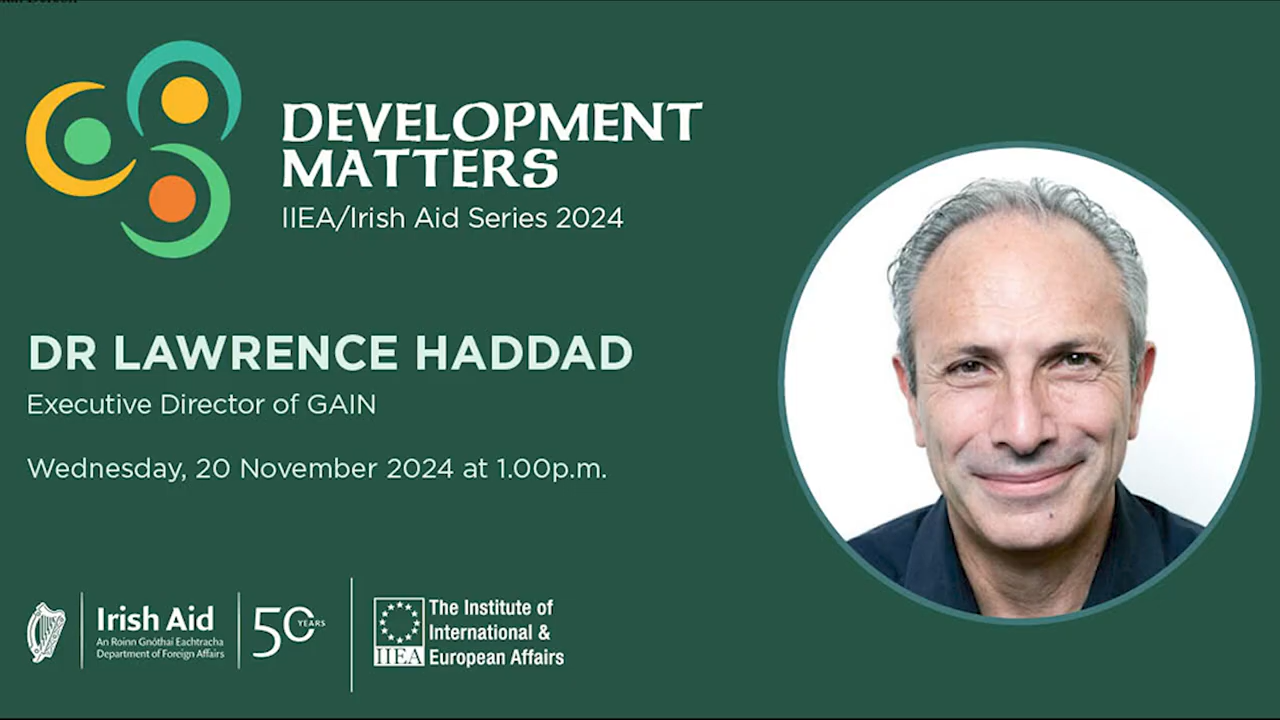 DEVELOPMENT
MATTERS
IIEA/Irish Aid Series 2024
DR LAWRENCE HADDAD
Executive Director of GAIN
Wednesday, 20 November 2024 at 1.00p.m.
Irish Aid
An Roinn Gnóthaí Eachtracha
Department of Foreign Affairs
50 YEARS
IIEA
The Institute of
International &
European Affairs